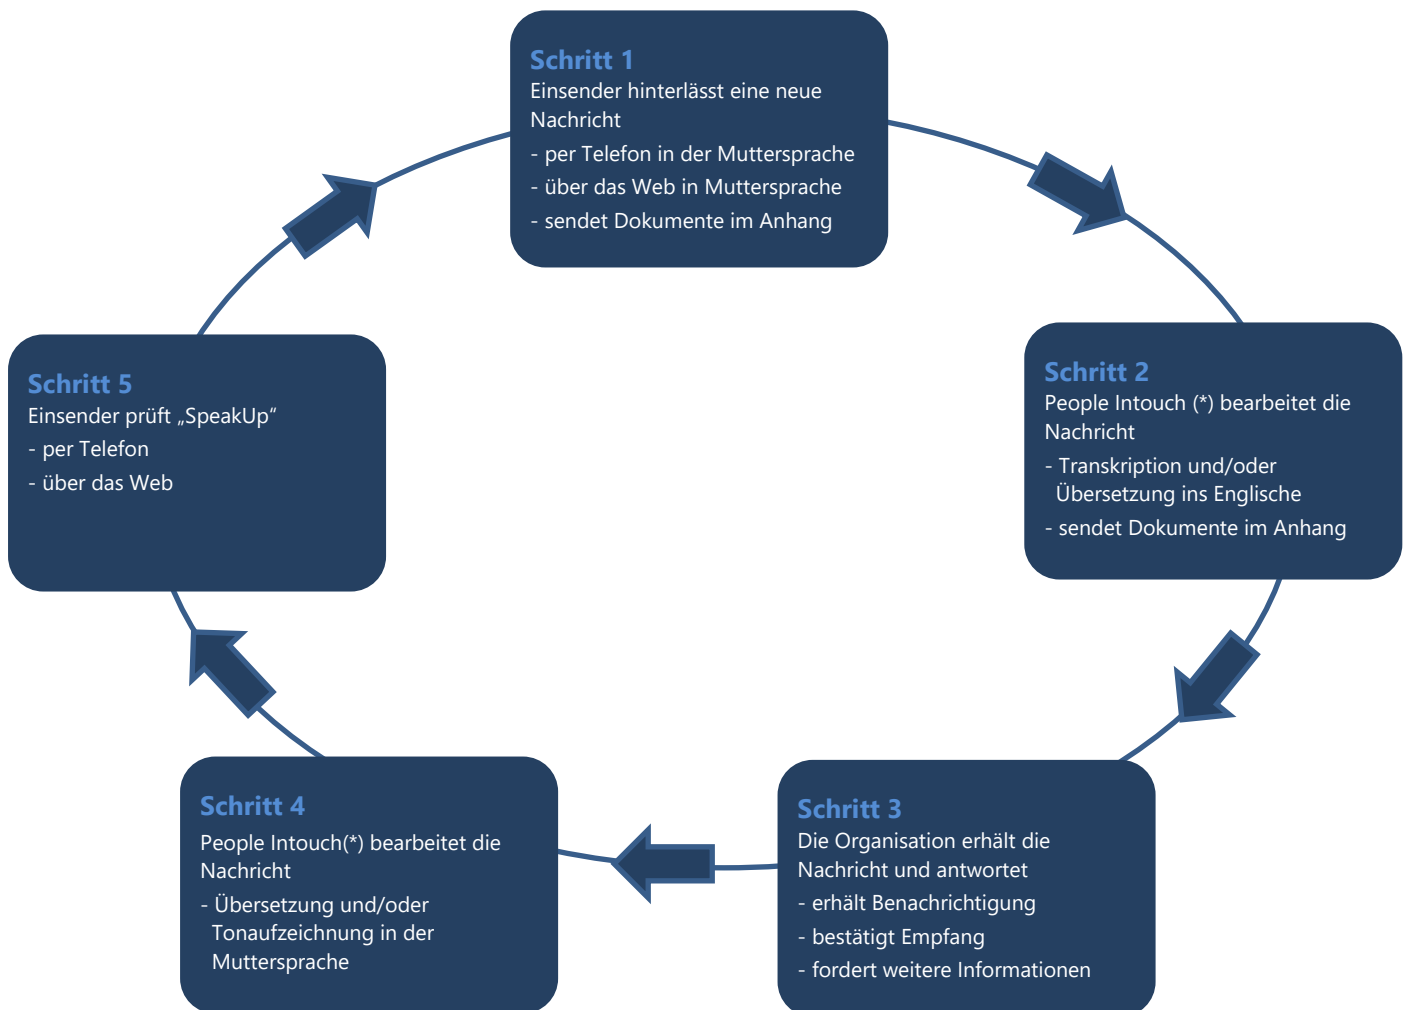 Schritt 1
Einsender hinterlässt eine neue
Nachricht
- per Telefon in der Muttersprache
- über das Web in Muttersprache
- sendet Dokumente im Anhang
Schritt 2
People Intouch (*) bearbeitet die
Nachricht
- Transkription und/oder
Übersetzung ins Englische
- sendet Dokumente im Anhang
Schritt 3
Die Organisation erhält die
Nachricht und antwortet
- erhält Benachrichtigung
- bestätigt Empfang
- fordert weitere Informationen
Schritt 4
People Intouch(*) bearbeitet die
Nachricht
- Übersetzung und/oder
Tonaufzeichnung in der
Muttersprache
Schritt 5
Einsender prüft „SpeakUp“
- per Telefon
- über das Web